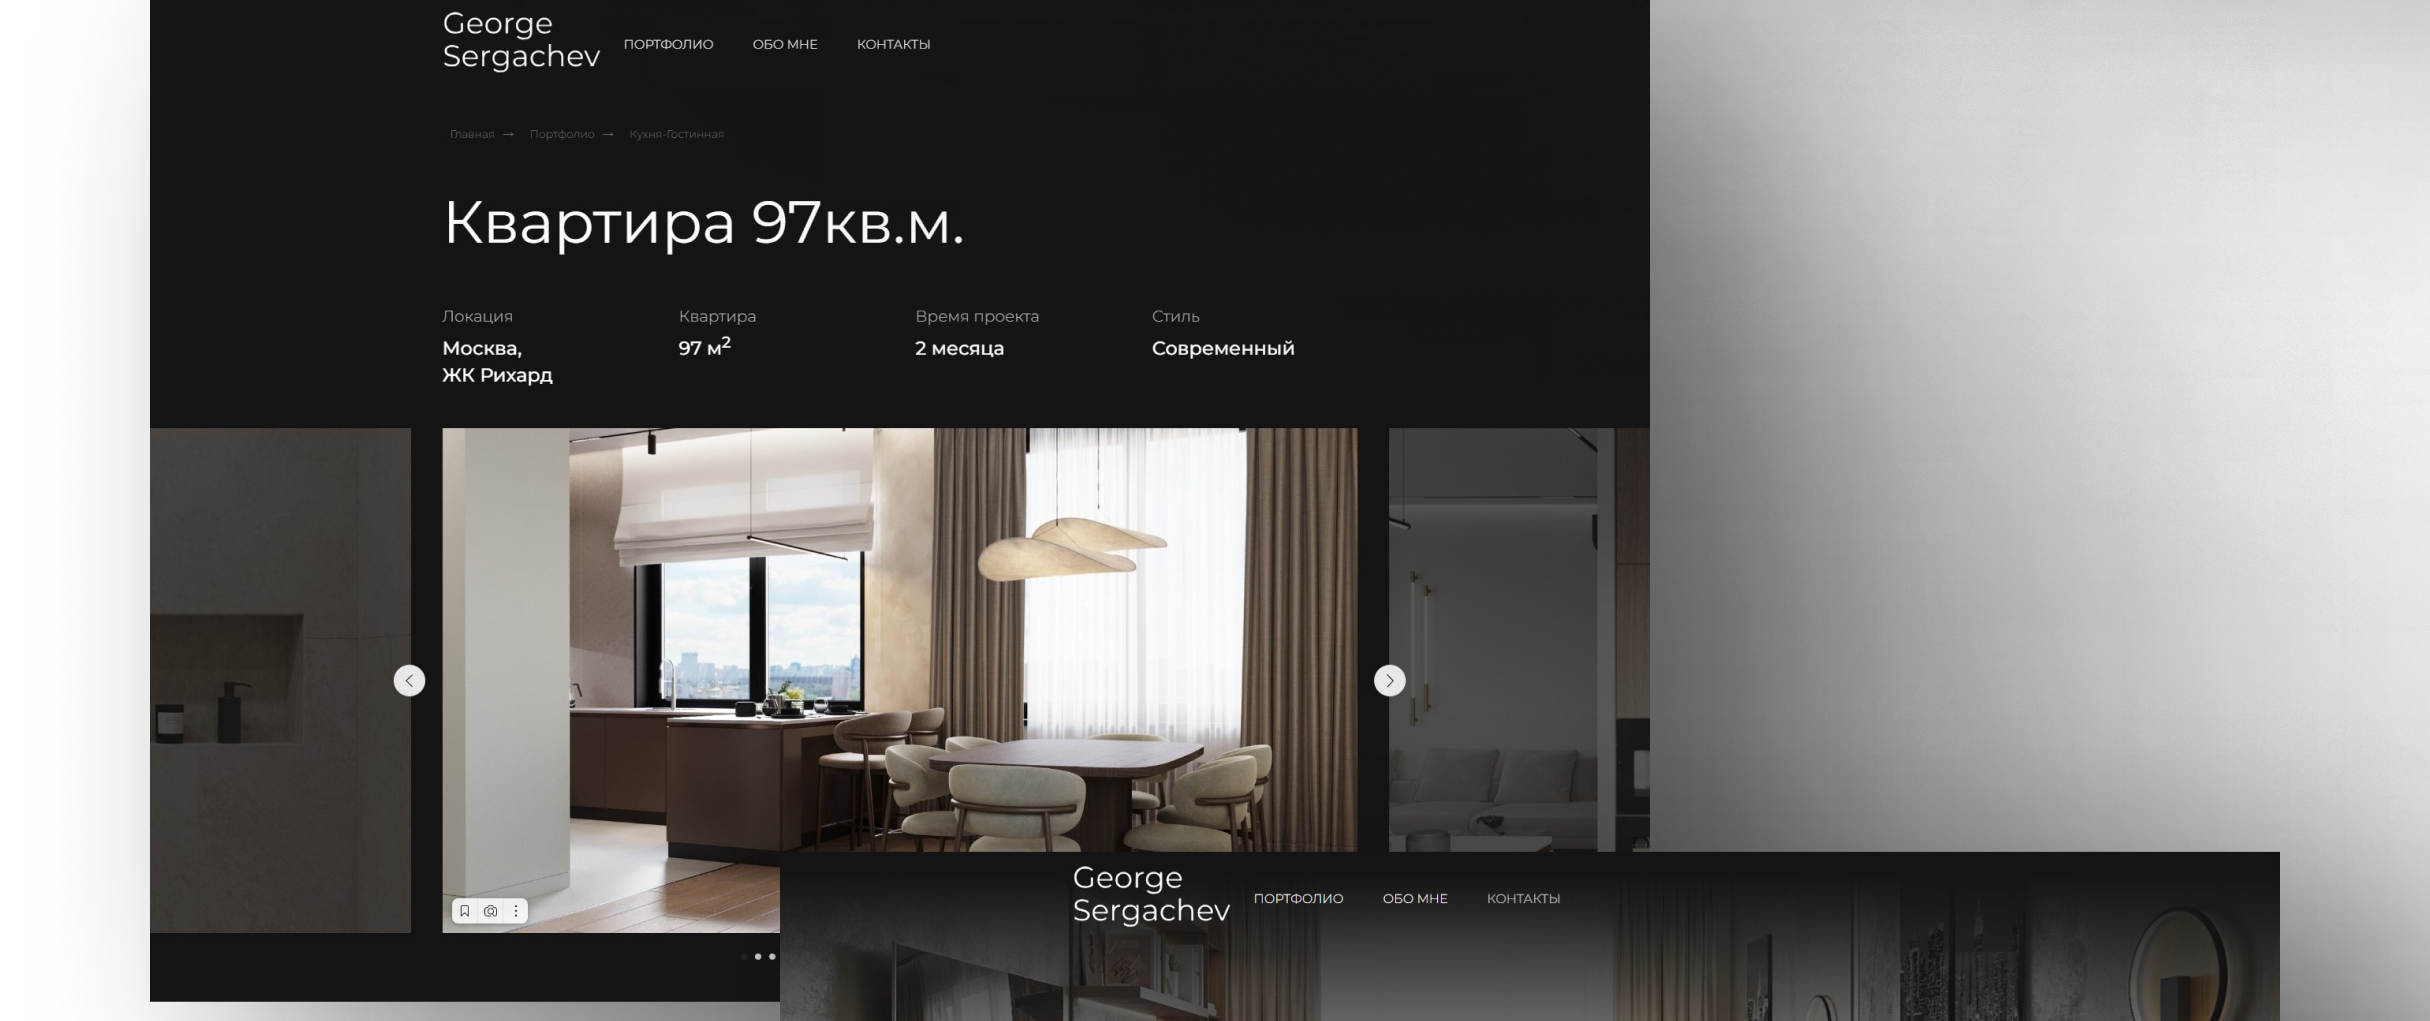 George
Sergachev
ПОРТФОЛИО
ОБО МНЕ
КОНТАКТЫ
Главная → Портфолио → Кухня-Гостинная
Квартира 97кв.м.
Локация
Москва,
ЖК Рихард
Квартира
97 м²
Время проекта
2 месяца
Стиль
Современный
George
Sergachev
ПОРТФОЛИО
ОБО МНЕ
КОНТАКТЫ